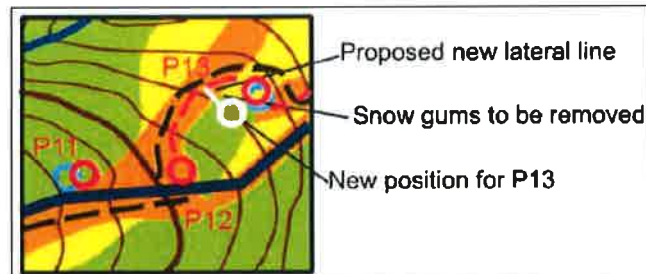 P13
Proposed new lateral line
Snow gums to be removed
P11
New position for P13
P12